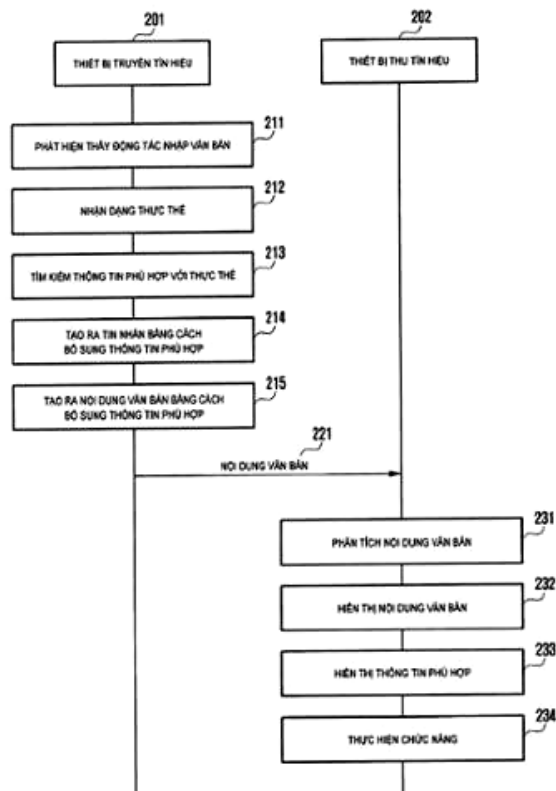 201
THIẾT BỊ TRUYỀN TÍN HIỆU
202
THIẾT BỊ THU TÍN HIỆU
211
PHÁT HIỆN THẤY ĐỘNG TÁC NHẬP VĂN BẢN
212
NHẬN DẠNG THỰC THỂ
213
TÌM KIẾM THÔNG TIN PHÙ HỢP VỚI THỰC THỂ
214
TẠO RA TIN NHẮN BẰNG CÁCH
BỔ SUNG THÔNG TIN PHÙ HỢP
215
TẠO RA NỘI DUNG VĂN BẢN BẰNG CÁCH
BỔ SUNG THÔNG TIN PHÙ HỢP
221
NỘI DUNG VĂN BẢN
231
PHÂN TÍCH NỘI DUNG VĂN BẢN
232
HIỂN THỊ NỘI DUNG VĂN BẢN
233
HIỂN THỊ THÔNG TIN PHÙ HỢP
234
THỰC HIỆN CHỨC NĂNG